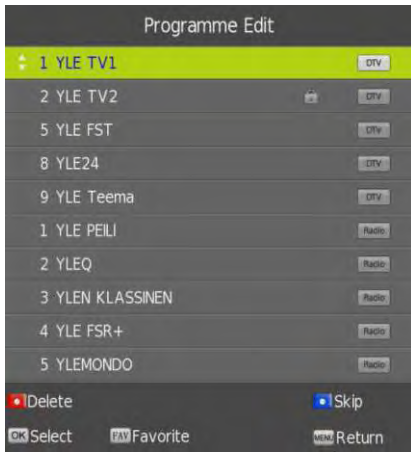 Programme Edit
1 YLE TV1 DTV
2 YLE TV2 DTV
5 YLE FST DTV
8 YLE24 DTV
9 YLE Teema DTV
1 YLE PEILI Radio
2 YLEQ Radio
3 YLEN KLASSINEN Radio
4 YLE FSR+ Radio
5 YLEMONDO Radio
Delete Skip
OK Select FAV Favorite MENU Return